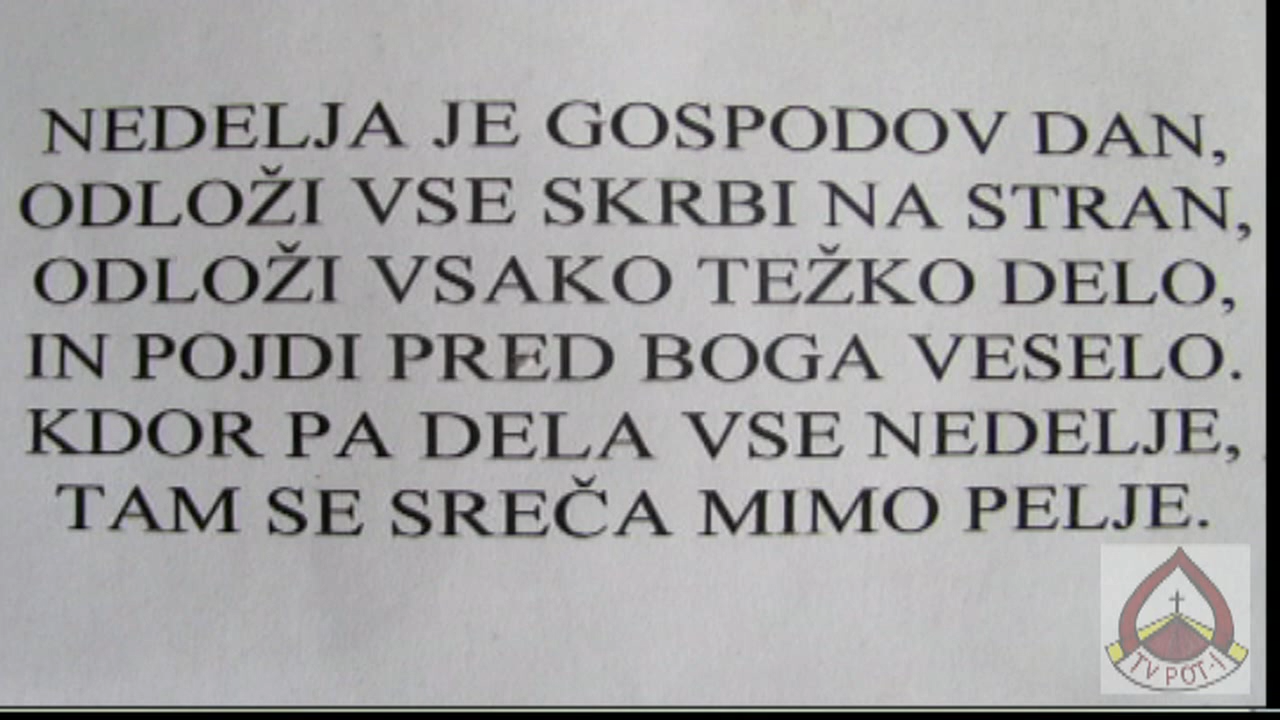 NEDELJA JE GOSPODOV DAN,
ODLOŽI VSE SKRBI NA STRAN,
ODLOŽI VSAKO TEŽKO DELO,
IN POJDI PRED BOGA VESELO.
KDOR PA DELA VSE NEDELJE,
TAM SE SREČA MIMO PELJE.
TV POT-1